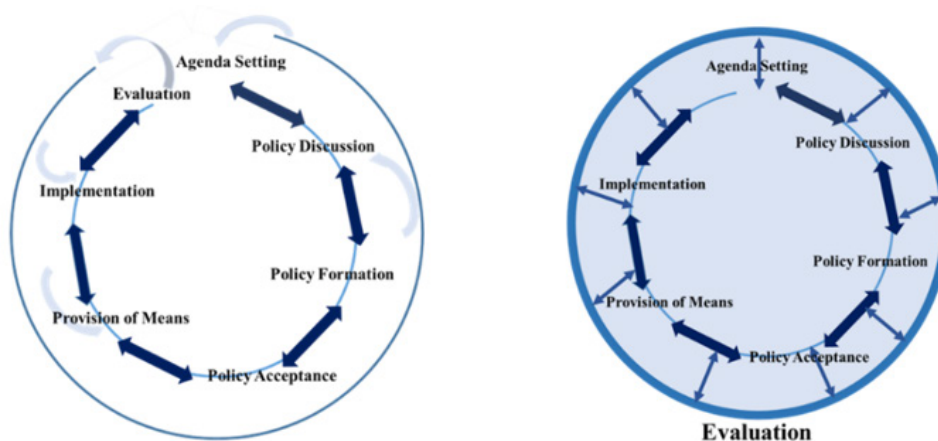 Agenda Setting
Evaluation
Policy Discussion
Implementation
Policy Formation
Provision of Means
Policy Acceptance
Agenda Setting
Policy Discussion
Implementation
Policy Formation
Provision of Means
Policy Acceptance
Evaluation